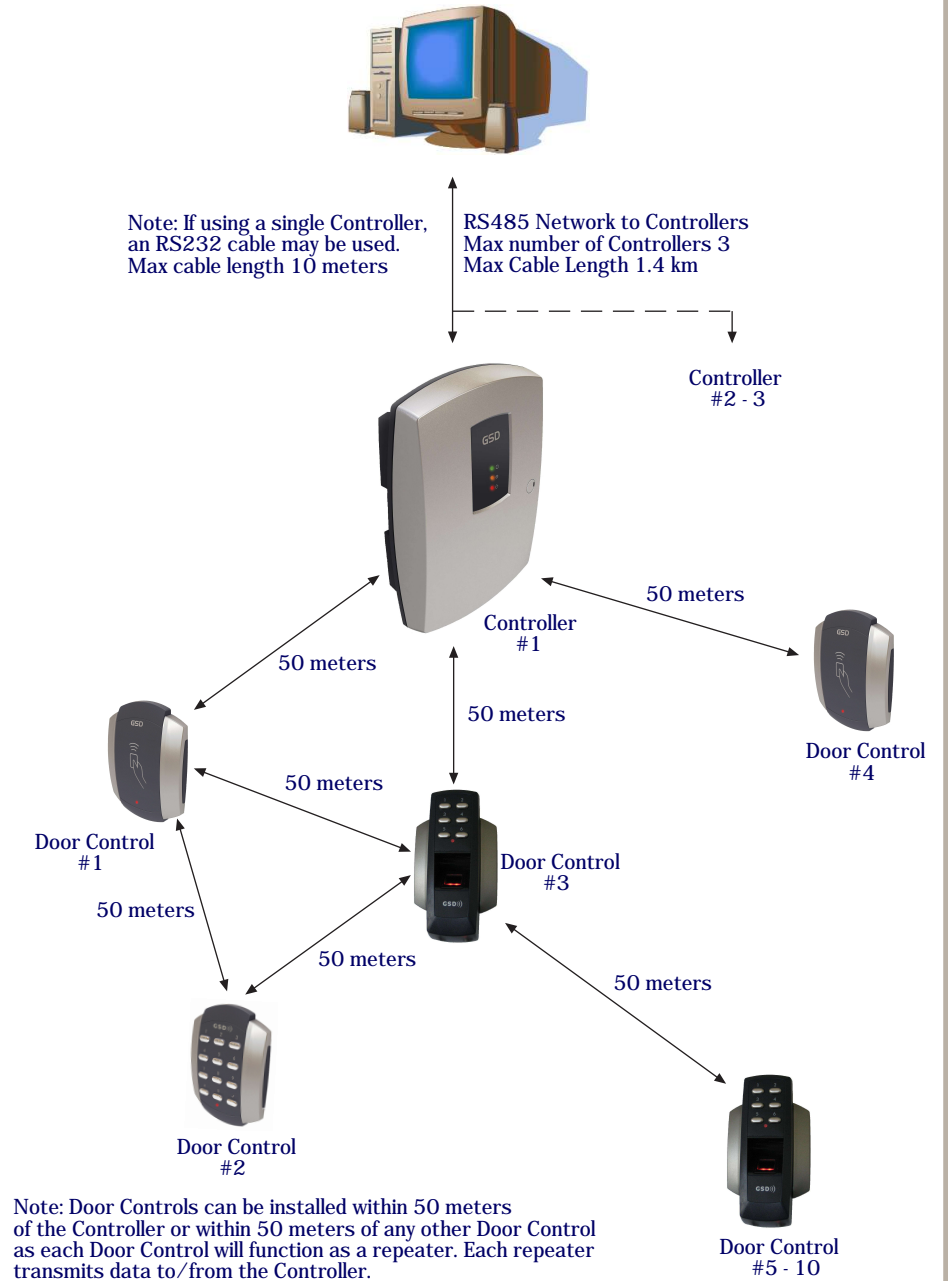 Note: If using a single Controller,
an RS232 cable may be used.
Max cable length 10 meters
RS485 Network to Controllers
Max number of Controllers 3
Max Cable Length 1.4 km
Controller
#2 - 3
GSD
Controller
#1
50 meters
50 meters
50 meters
GSD
Door Control
#4
GSD
Door Control
#1
50 meters
GSD
Door Control
#3
50 meters
50 meters
50 meters
GSD
Door Control
#2
GSD
Door Control
#5 - 10
Note: Door Controls can be installed within 50 meters
of the Controller or within 50 meters of any other Door Control
as each Door Control will function as a repeater. Each repeater
transmits data to/from the Controller.